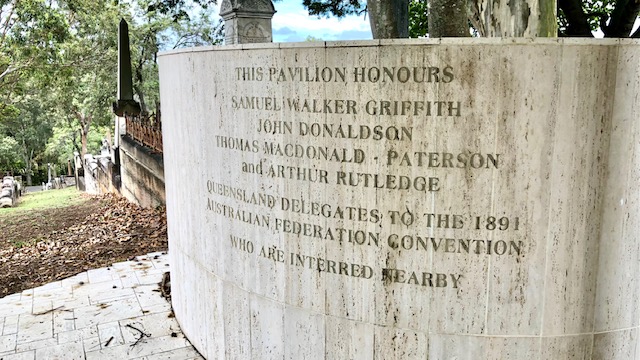 THIS PAVILION HONOURS
SAMUEL WALKER GRIFFITH
JOHN DONALDSON
THOMAS MACDONALD - PATERSON
and ARTHUR RUTLEDGE
QUEENSLAND DELEGATES TO THE 1891
AUSTRALIAN FEDERATION CONVENTION
WHO ARE INTERRED NEARBY